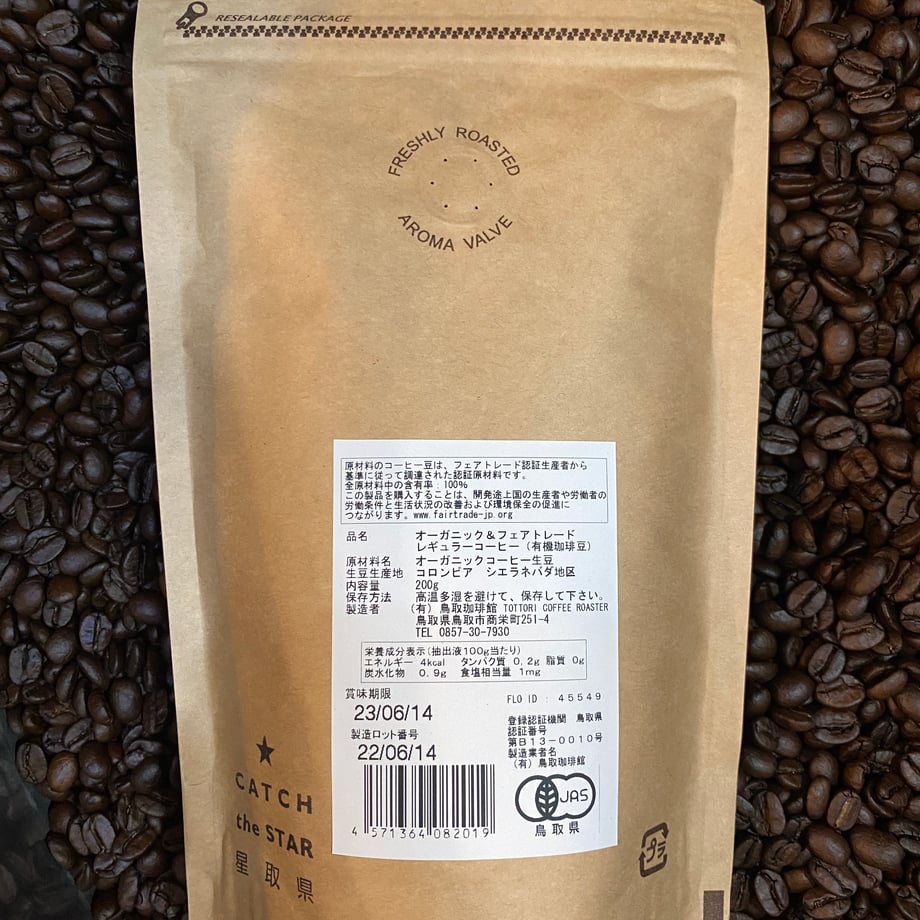 RESEALABLE PACKAGE
FRESHLY ROASTED
AROMA VALVE
原材料のコーヒー豆は、フェアトレード認証生産者から
基準に従って調達された認証原材料です。
全原材料中の含有率：100%
この製品を購入することは、開発途上国の生産者や労働者の
労働条件と生活状況の改善および環境保全の促進に
つながります。www.fairtrade-jp.org
品名 オーガニック＆フェアトレード
レギュラーコーヒー（有機珈琲豆）
原材料名 オーガニックコーヒー生豆
生豆生産地 コロンビア シエラネバダ地区
内容量 200g
保存方法 高温多湿を避けて、保存して下さい。
製造者 （有）鳥取珈琲館 TOTTORI COFFEE ROASTER
鳥取県鳥取市商栄町251-4
TEL 0857-30-7930
栄養成分表示(抽出液100g当たり)
エネルギー 4kcal タンパク質 0.2g 脂質 0g
炭水化物 0.9g 食塩相当量 1mg
賞味期限
23/06/14
製造ロット番号
22/06/14
4 571364 082019
FLO ID : 45549
登録認証機関 鳥取県
認証番号
第B13-0010号
製造業者名
（有）鳥取珈琲館
JAS
鳥取県
★
CATCH
the STAR
星取県
プラ